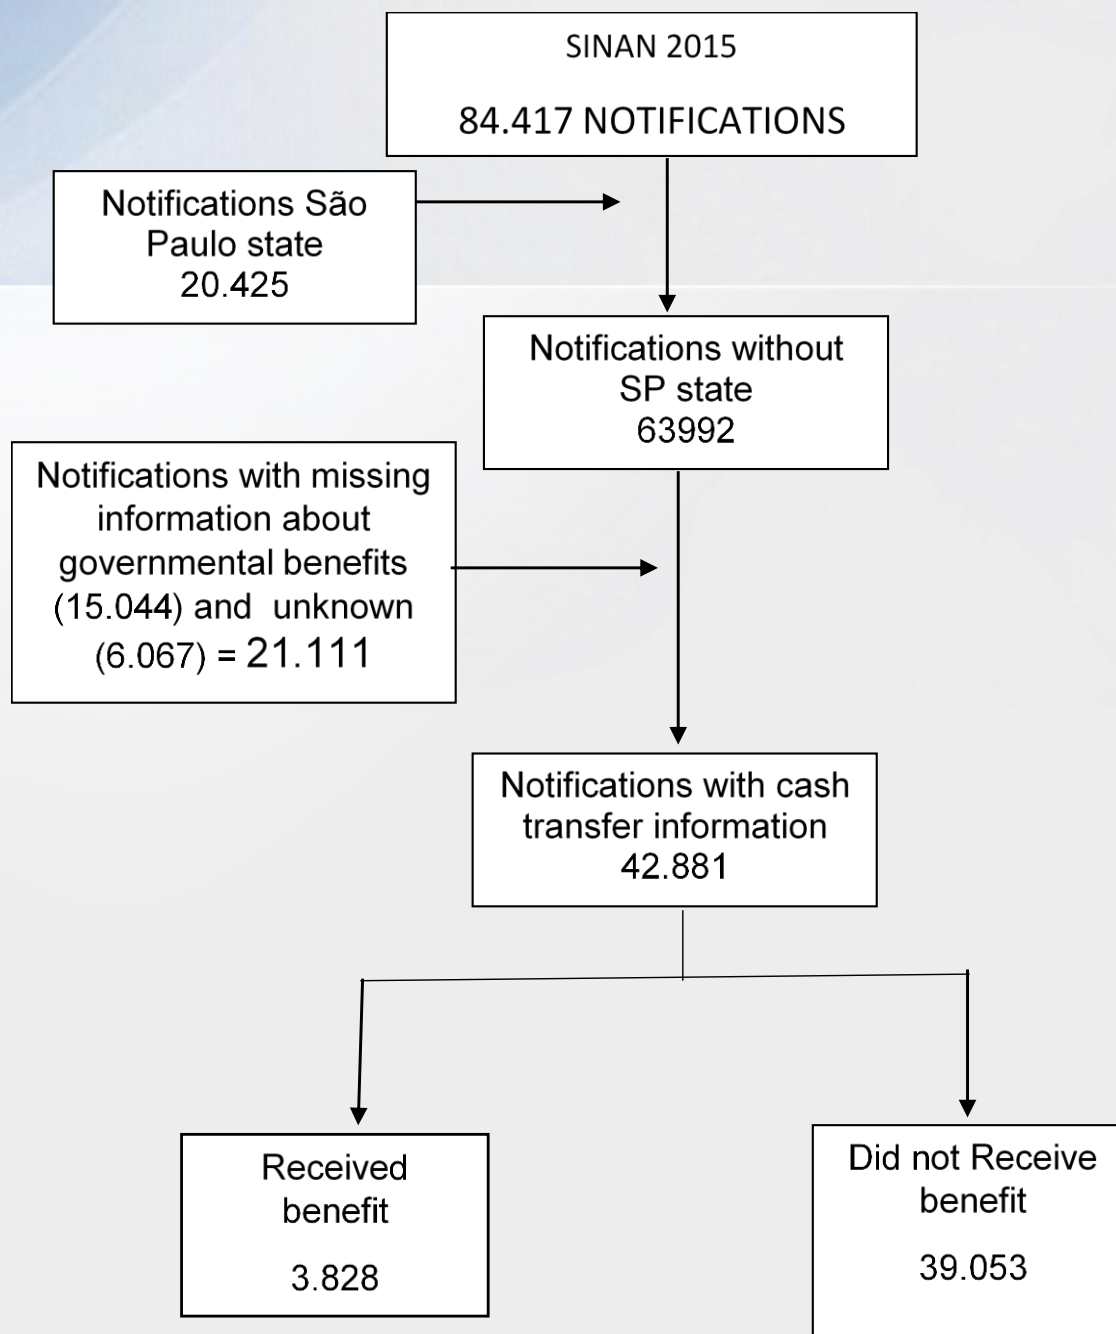 SINAN 2015
84.417 NOTIFICATIONS
Notifications São
Paulo state
20.425
Notifications without
SP state
63992
Notifications with missing
information about
governmental benefits
(15.044) and unknown
(6.067) = 21.111
Notifications with cash
transfer information
42.881
Received
benefit
3.828
Did not Receive
benefit
39.053